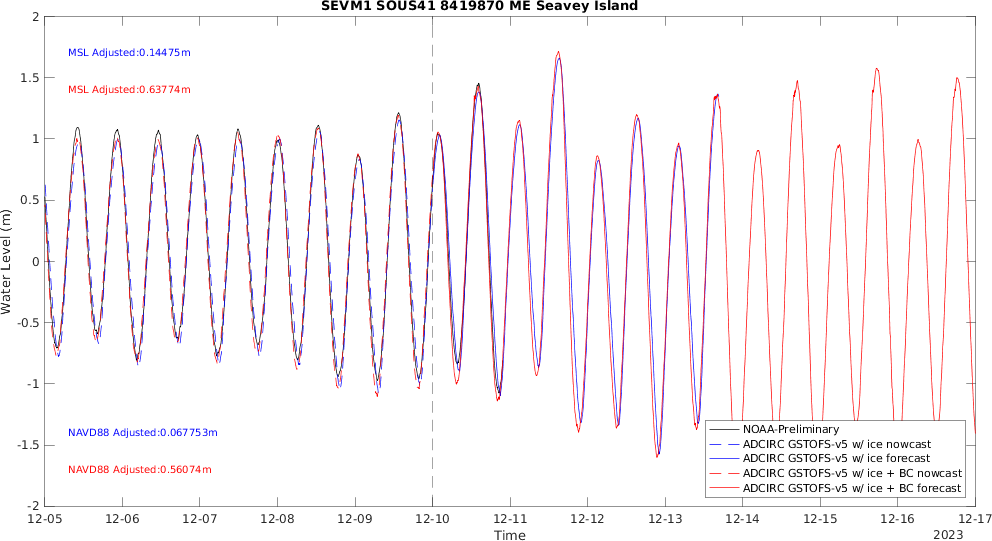 SEVM1 SOUS41 8419870 ME Seavey Island
2
1.5
1
0.5
0
-0.5
-1
-1.5
-2
Water Level (m)
MSL Adjusted:0.14475m
MSL Adjusted:0.63774m
NAVD88 Adjusted:0.067753m
NAVD88 Adjusted:0.56074m
NOAA-Preliminary
ADCIRC GSTOFS-v5 w/ ice nowcast
ADCIRC GSTOFS-v5 w/ ice forecast
ADCIRC GSTOFS-v5 w/ ice + BC nowcast
ADCIRC GSTOFS-v5 w/ ice + BC forecast
12-05 12-06 12-07 12-08 12-09 12-10 12-11 12-12 12-13 12-14 12-15 12-16 12-17
Time
2023